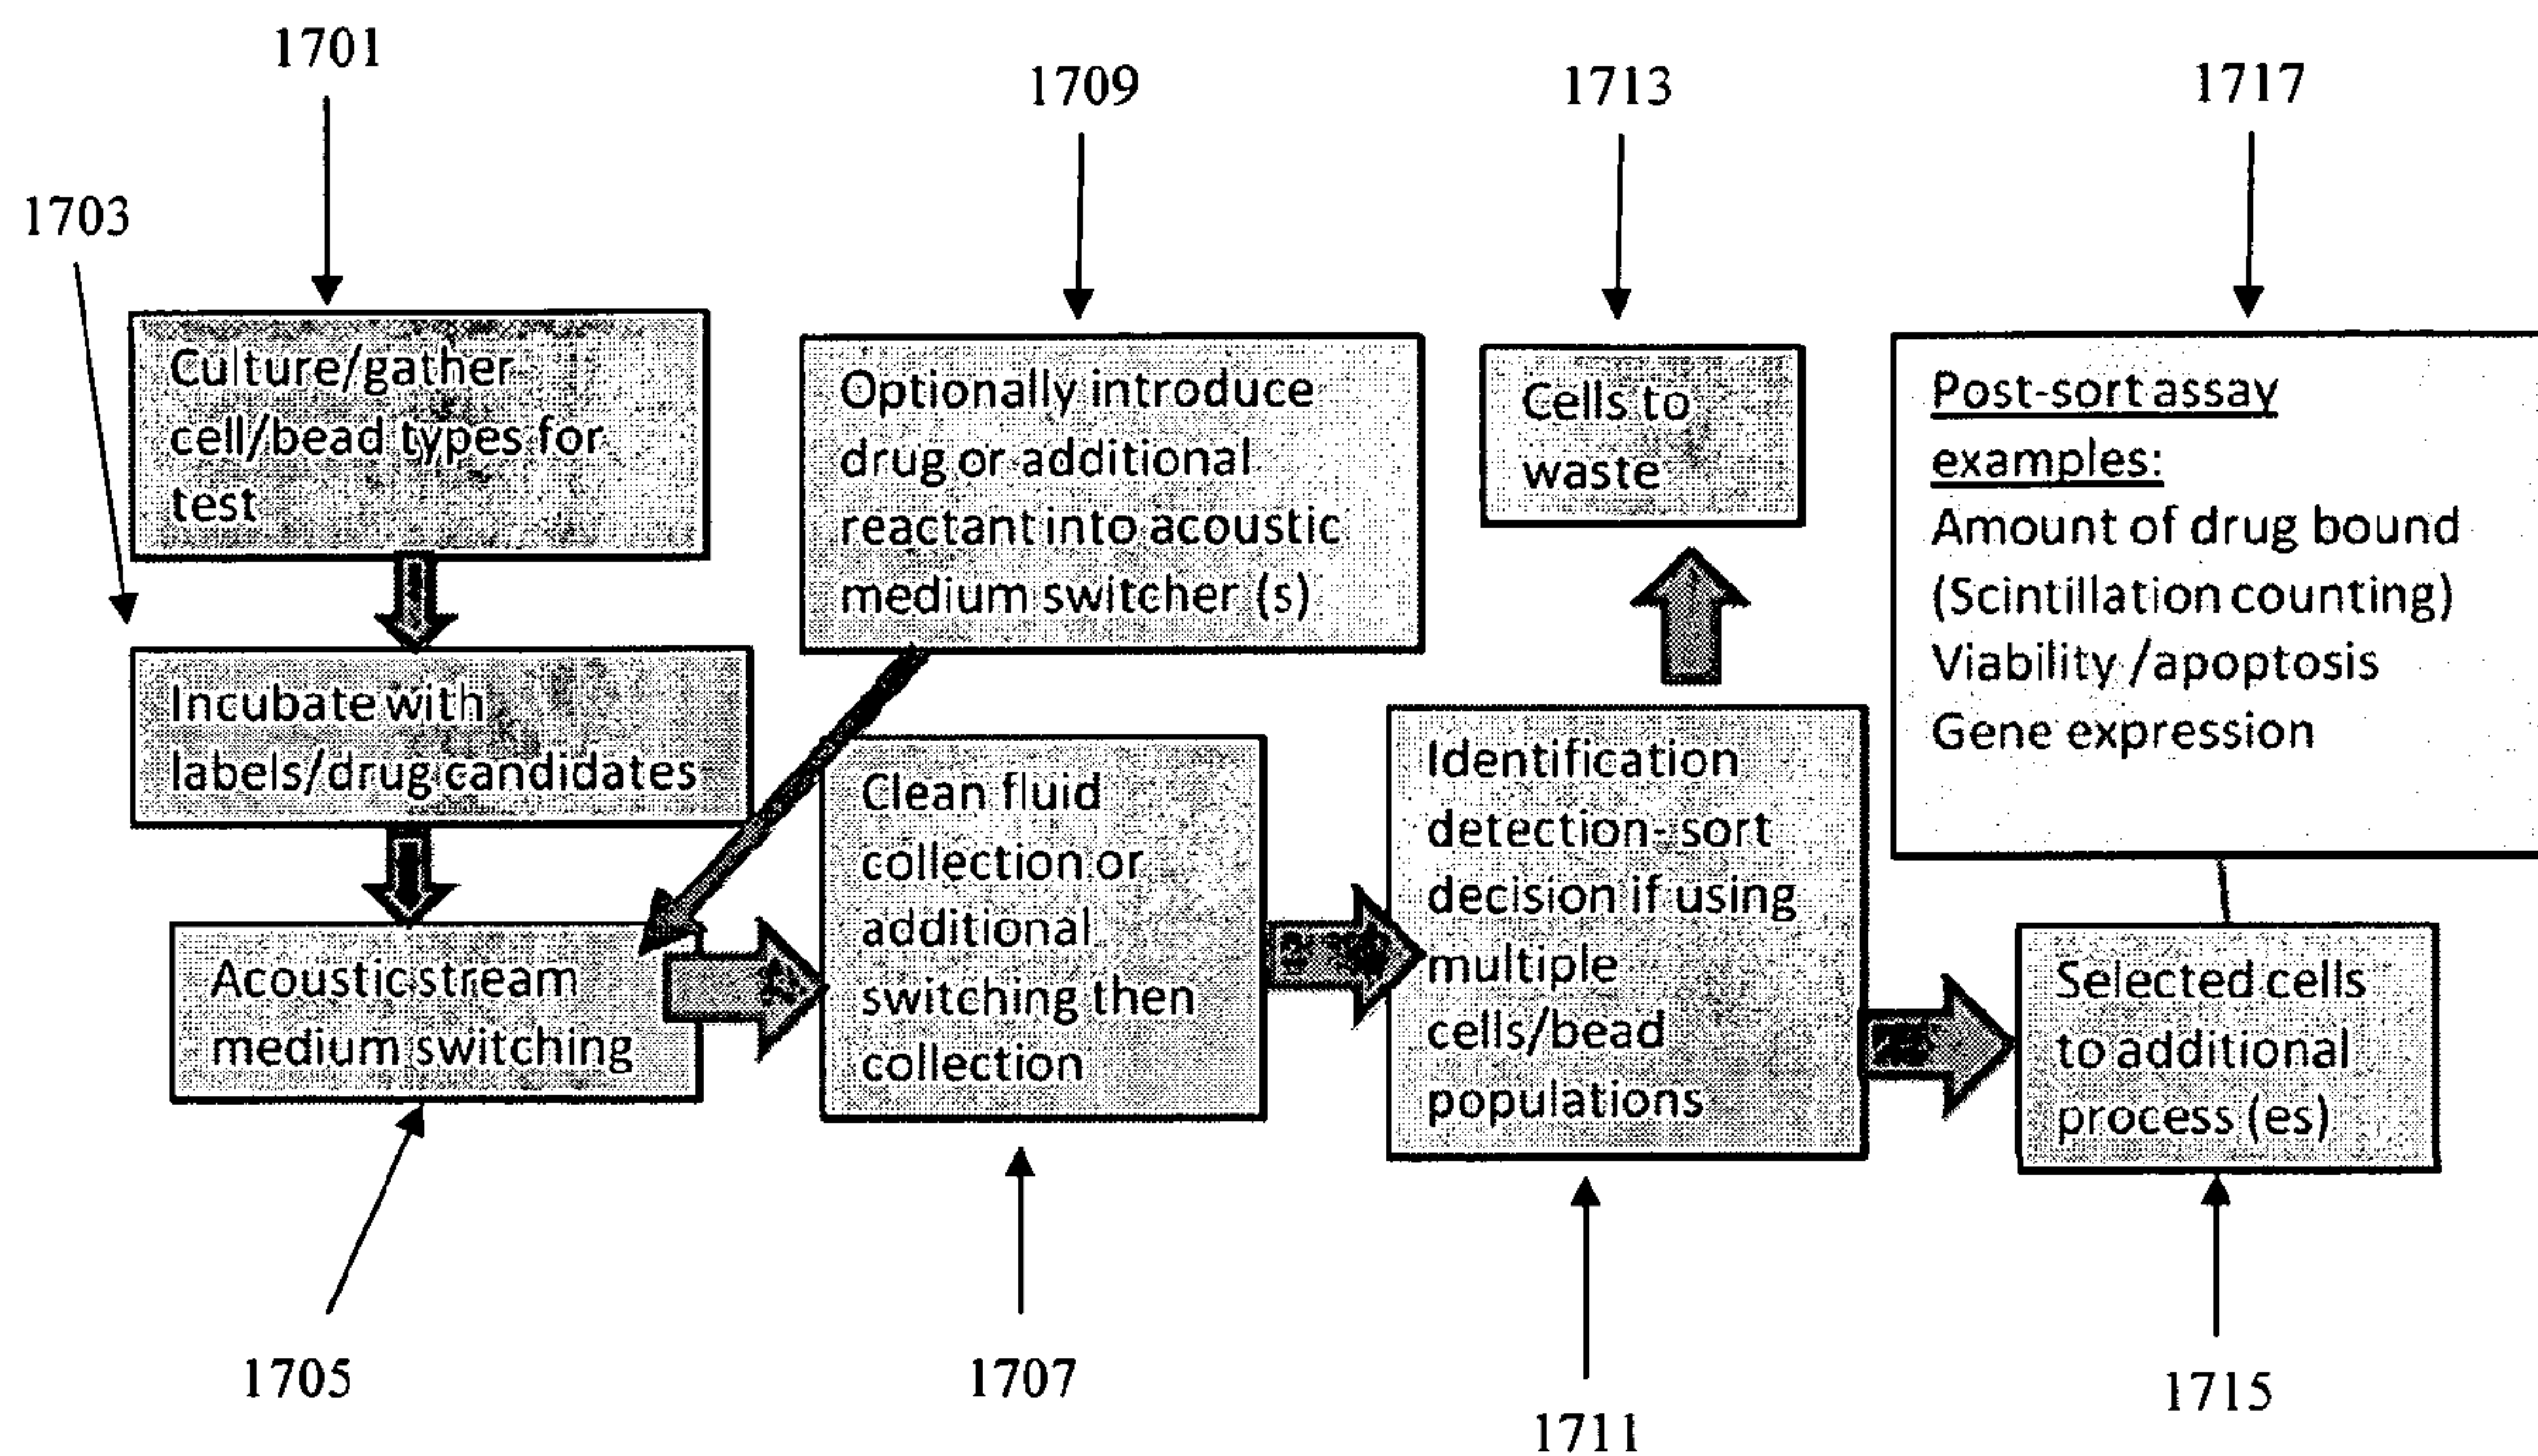 1701
1703
Culture/gather
cell/bead types for
test
Incubate with
labels/drug candidates
Acoustic stream
medium switching
1705
1709
Optionally introduce
drug or additional
reactant into acoustic
medium switcher (s)
Clean fluid
collection or
additional
switching then
collection
1707
1713
Cells to
waste
Identification
detection- sort
decision if using
multiple
cells/bead
populations
1711
1717
Post-sort assay
examples:
Amount of drug bound
(Scintillation counting)
Viability /apoptosis
Gene expression
Selected cells
to additional
process (es)
1715